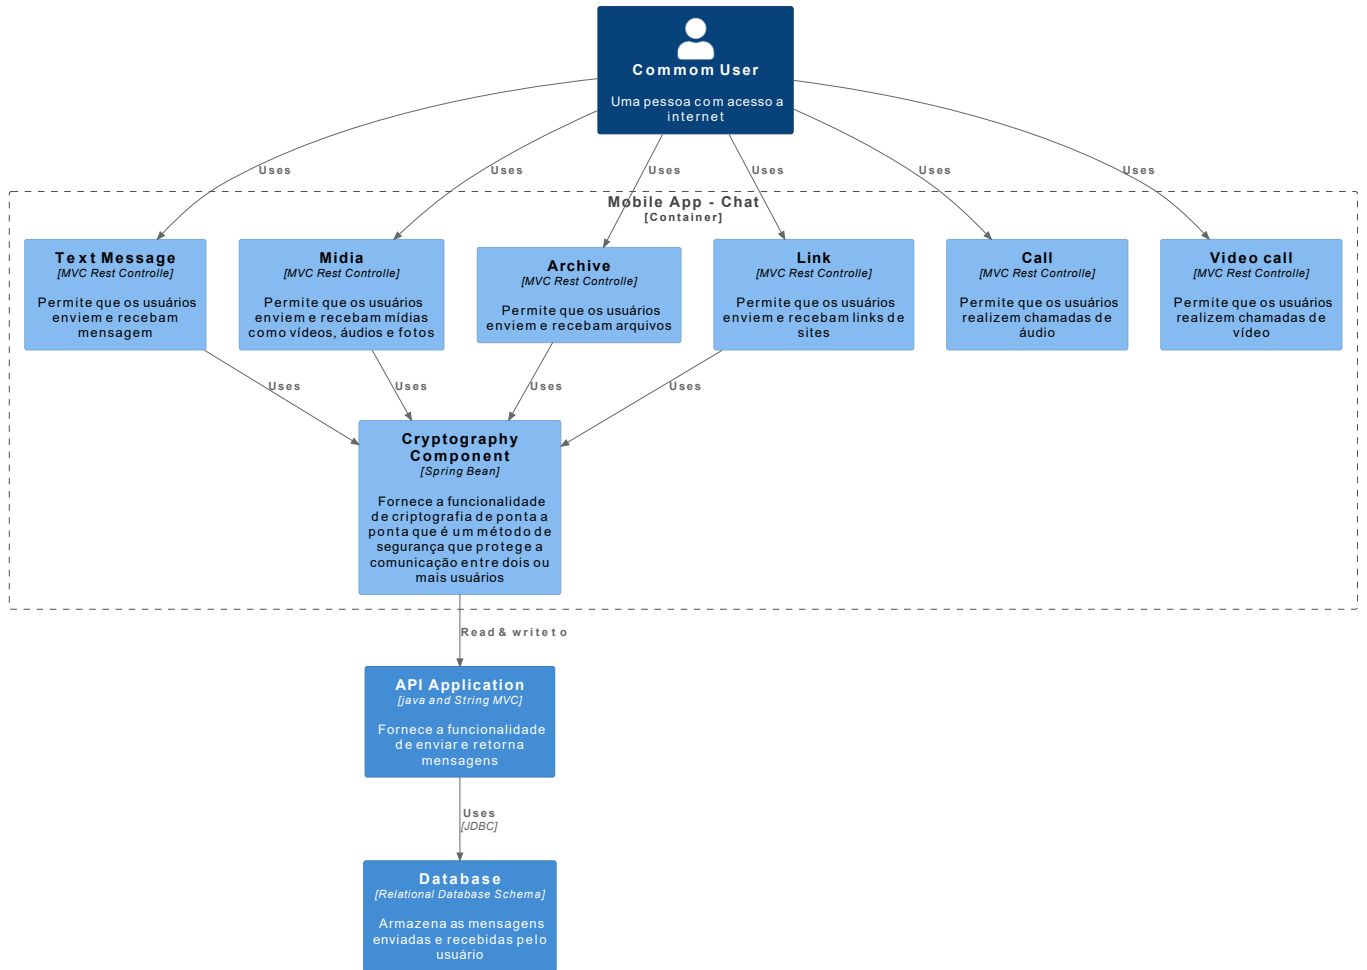 Commom User
Uma pessoa com acesso a
internet
Uses
Uses
Uses
Uses
Uses
Uses
Mobile App - Chat
[Container]
Text Message
[MVC Rest Controlle]
Permite que os usuários
enviem e recebam
mensagem
Midia
[MVC Rest Controlle]
Permite que os usuários
enviem e recebam mídias
como vídeos, áudios e fotos
Archive
[MVC Rest Controlle]
Permite que os usuários
enviem e recebam arquivos
Link
[MVC Rest Controlle]
Permite que os usuários
enviem e recebam links de
sites
Call
[MVC Rest Controlle]
Permite que os usuários
realizem chamadas de
áudio
Video call
[MVC Rest Controlle]
Permite que os usuários
realizem chamadas de
vídeo
Uses
Uses
Uses
Uses
Cryptography
Component
[Spring Bean]
Fornece a funcionalidade
de criptografia de ponta a
ponta que é um método de
segurança que protege a
comunicação entre dois ou
mais usuários
Read & write to
API Application
[java and String MVC]
Fornece a funcionalidade
de enviar e retorna
mensagens
Uses
[JDBC]
Database
[Relational Database Schema]
Armazena as mensagens
enviadas e recebidas pelo
usuário